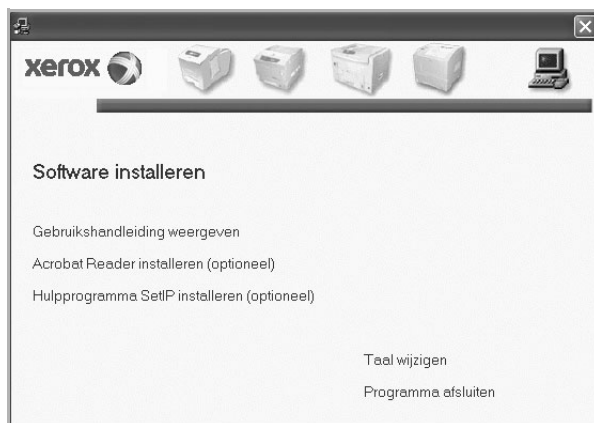 xerox
Software installeren
Gebruikshandleiding weergeven
Acrobat Reader installeren (optioneel)
Hulpprogramma SetIP installeren (optioneel)
Taal wijzigen
Programma afsluiten